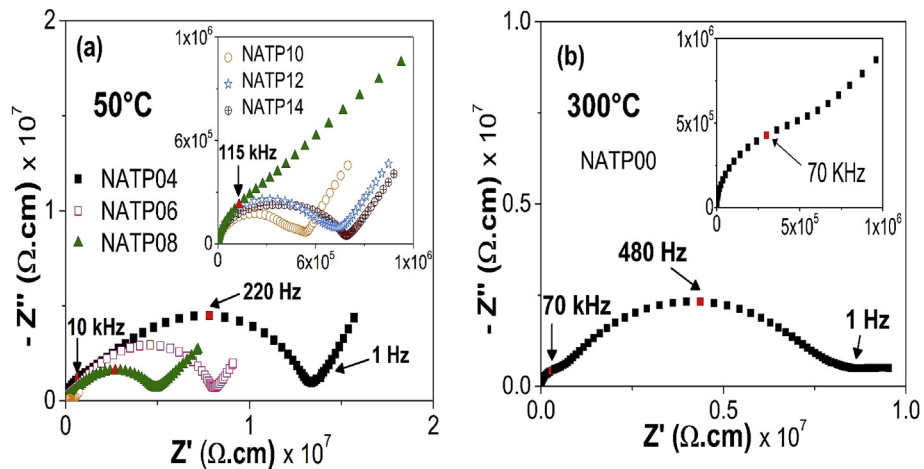 (a)
50°C
NATP04
NATP06
NATP08
NATP10
NATP12
NATP14
115 kHz
220 Hz
10 kHz
1 Hz
- Z" (Ω.cm) x 10⁷
2
1
0
0
1
2
Z' (Ω.cm) x 10⁷
1x10⁶
6x10⁵
0
0
6x10⁵
1x10⁶
(b)
300°C
NATP00
70 KHz
480 Hz
70 kHz
1 Hz
- Z" (Ω.cm) x 10⁷
1.0
0.5
0.0
0.0
0.5
1.0
Z' (Ω.cm) x 10⁷
1x10⁶
5x10⁵
0
0
5x10⁵
1x10⁶